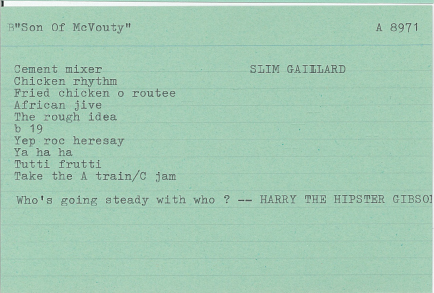 B"Son Of McVouty" A 8971
Cement mixer SLIM GAILLARD
Chicken rhythm
Fried chicken o routee
African jive
The rough idea
b 19
Yep roc heresay
Ya ha ha
Tutti frutti
Take the A train/C jam
Who's going steady with who ? -- HARRY THE HIPSTER GIBSO